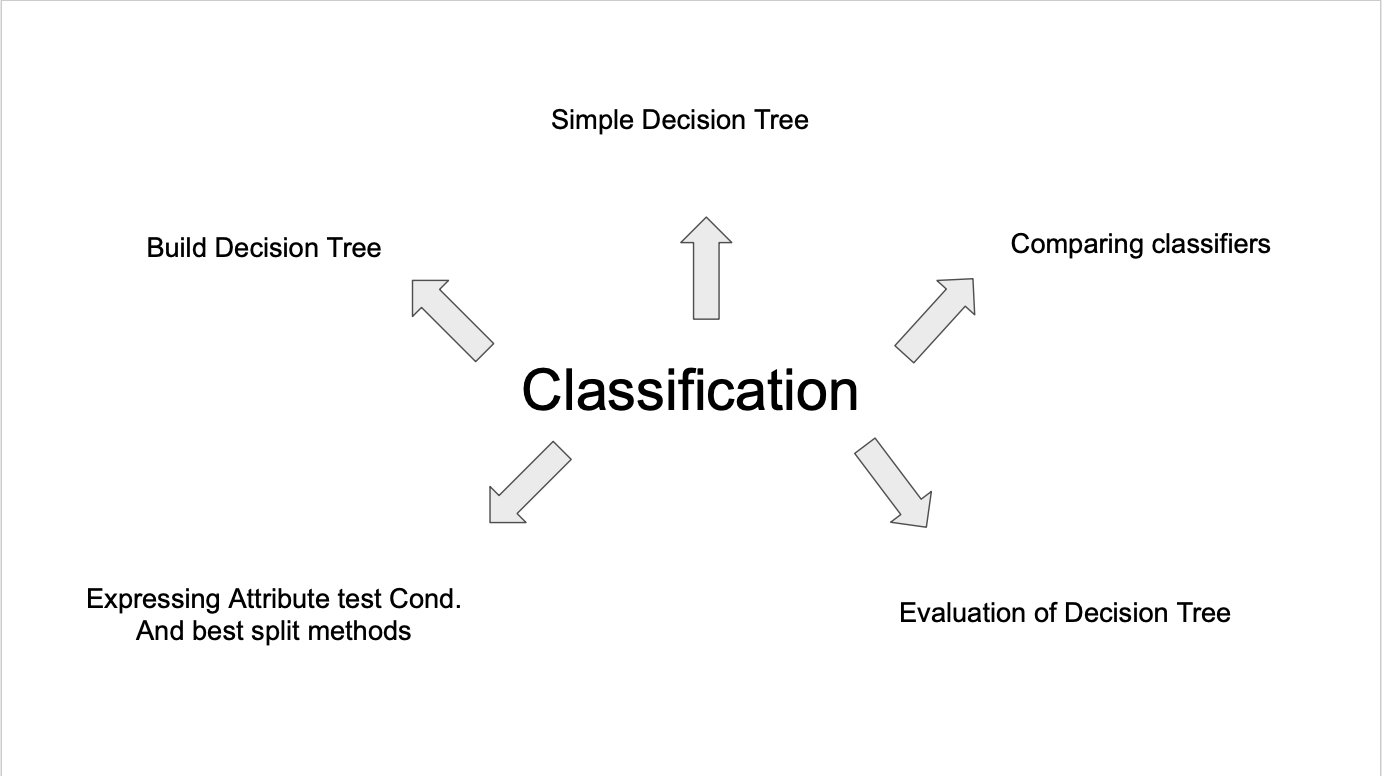 Simple Decision Tree
Build Decision Tree
Comparing classifiers
Classification
Expressing Attribute test Cond.
And best split methods
Evaluation of Decision Tree